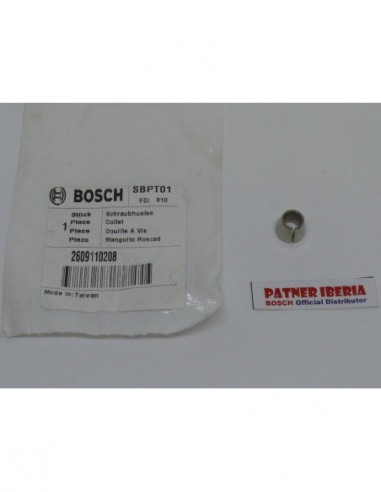 BOSCH
SBPT01
FD: 810
Stück Schraubhuelse
1 Piece Collet
Piece Douille A Vis
Pieza Manguito Roscad
2609110208
Made in: Taiwan
PATNER IBERIA
BOSCH Official Distributor